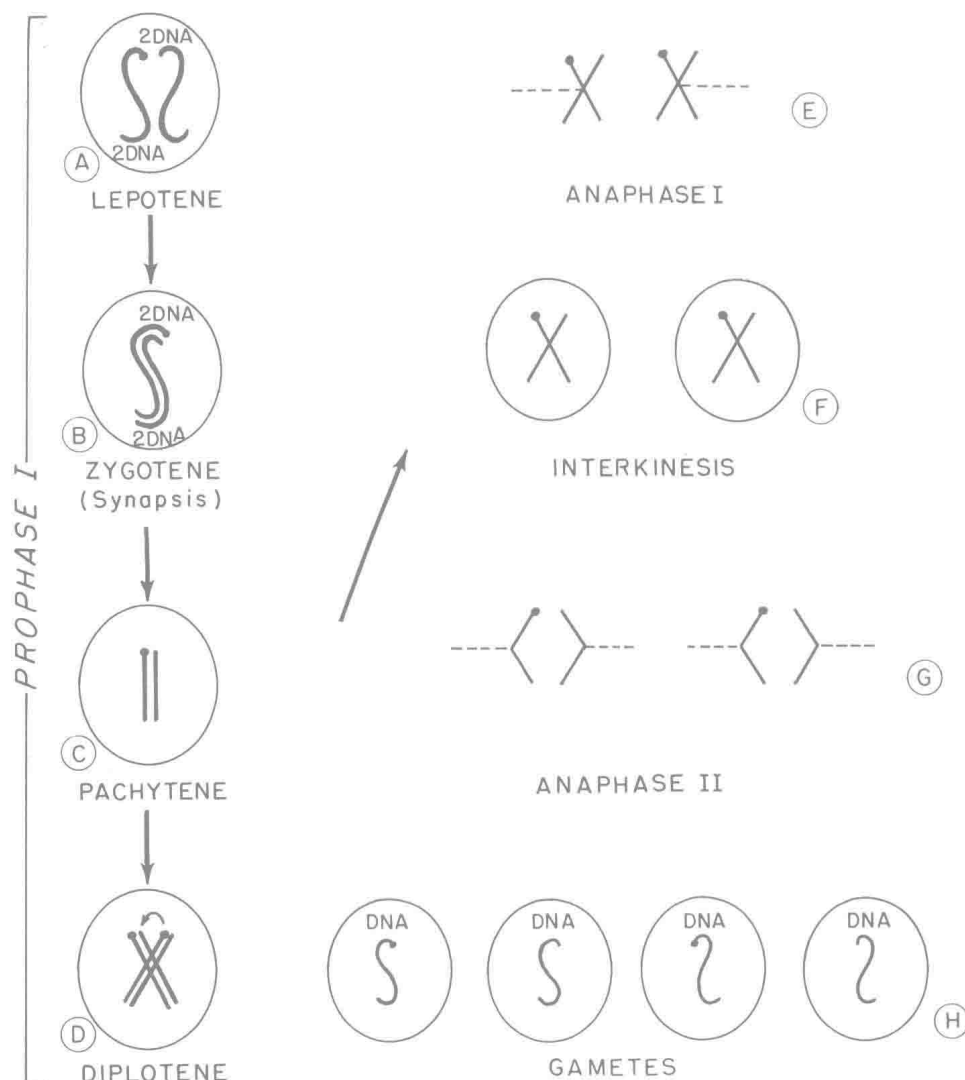 PROPHASE I
2DNA
2DNA
A
LEPOTENE
2DNA
2DNA
B
ZYGOTENE
(Synapsis)
C
PACHYTENE
D
DIPLOTENE
E
ANAPHASE I
F
INTERKINESIS
G
ANAPHASE II
DNA DNA DNA DNA
H
GAMETES